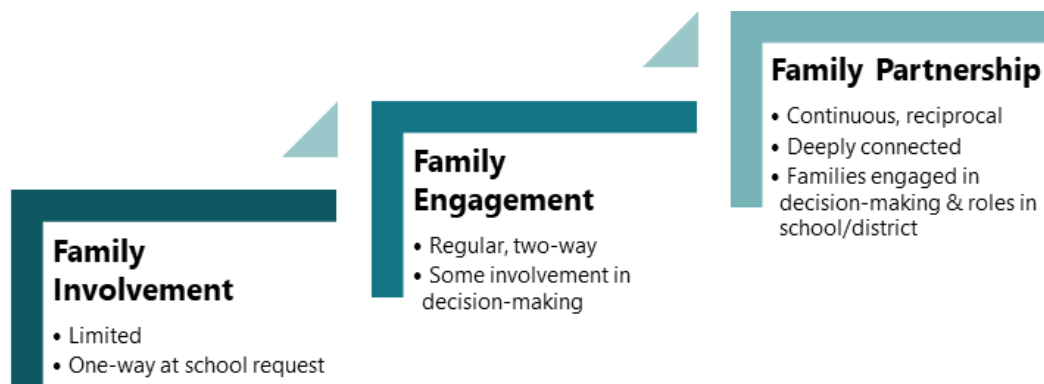 Family
Involvement
• Limited
• One-way at school request
Family
Engagement
• Regular, two-way
• Some involvement in
decision-making
Family Partnership
• Continuous, reciprocal
• Deeply connected
• Families engaged in
decision-making & roles in
school/district